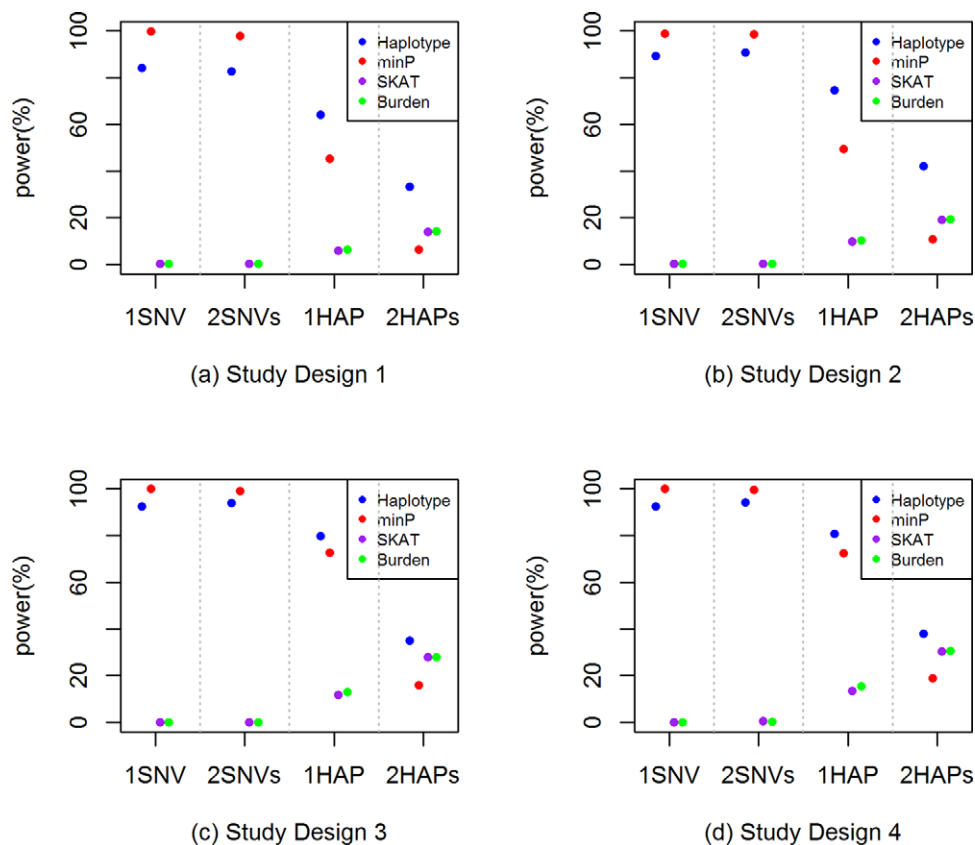 100
60
20
0
power(%)
Haplotype
minP
SKAT
Burden
1SNV 2SNVs 1HAP 2HAPs
(a) Study Design 1
100
60
20
0
power(%)
Haplotype
minP
SKAT
Burden
1SNV 2SNVs 1HAP 2HAPs
(b) Study Design 2
100
60
20
0
power(%)
Haplotype
minP
SKAT
Burden
1SNV 2SNVs 1HAP 2HAPs
(c) Study Design 3
100
60
20
0
power(%)
Haplotype
minP
SKAT
Burden
1SNV 2SNVs 1HAP 2HAPs
(d) Study Design 4